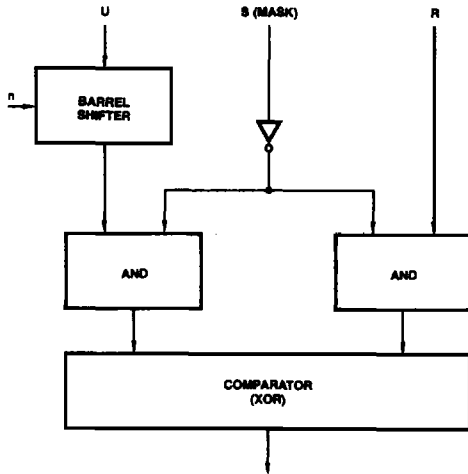 U
S (MASK)
R
n
BARREL
SHIFTER
AND
AND
COMPARATOR
(XOR)